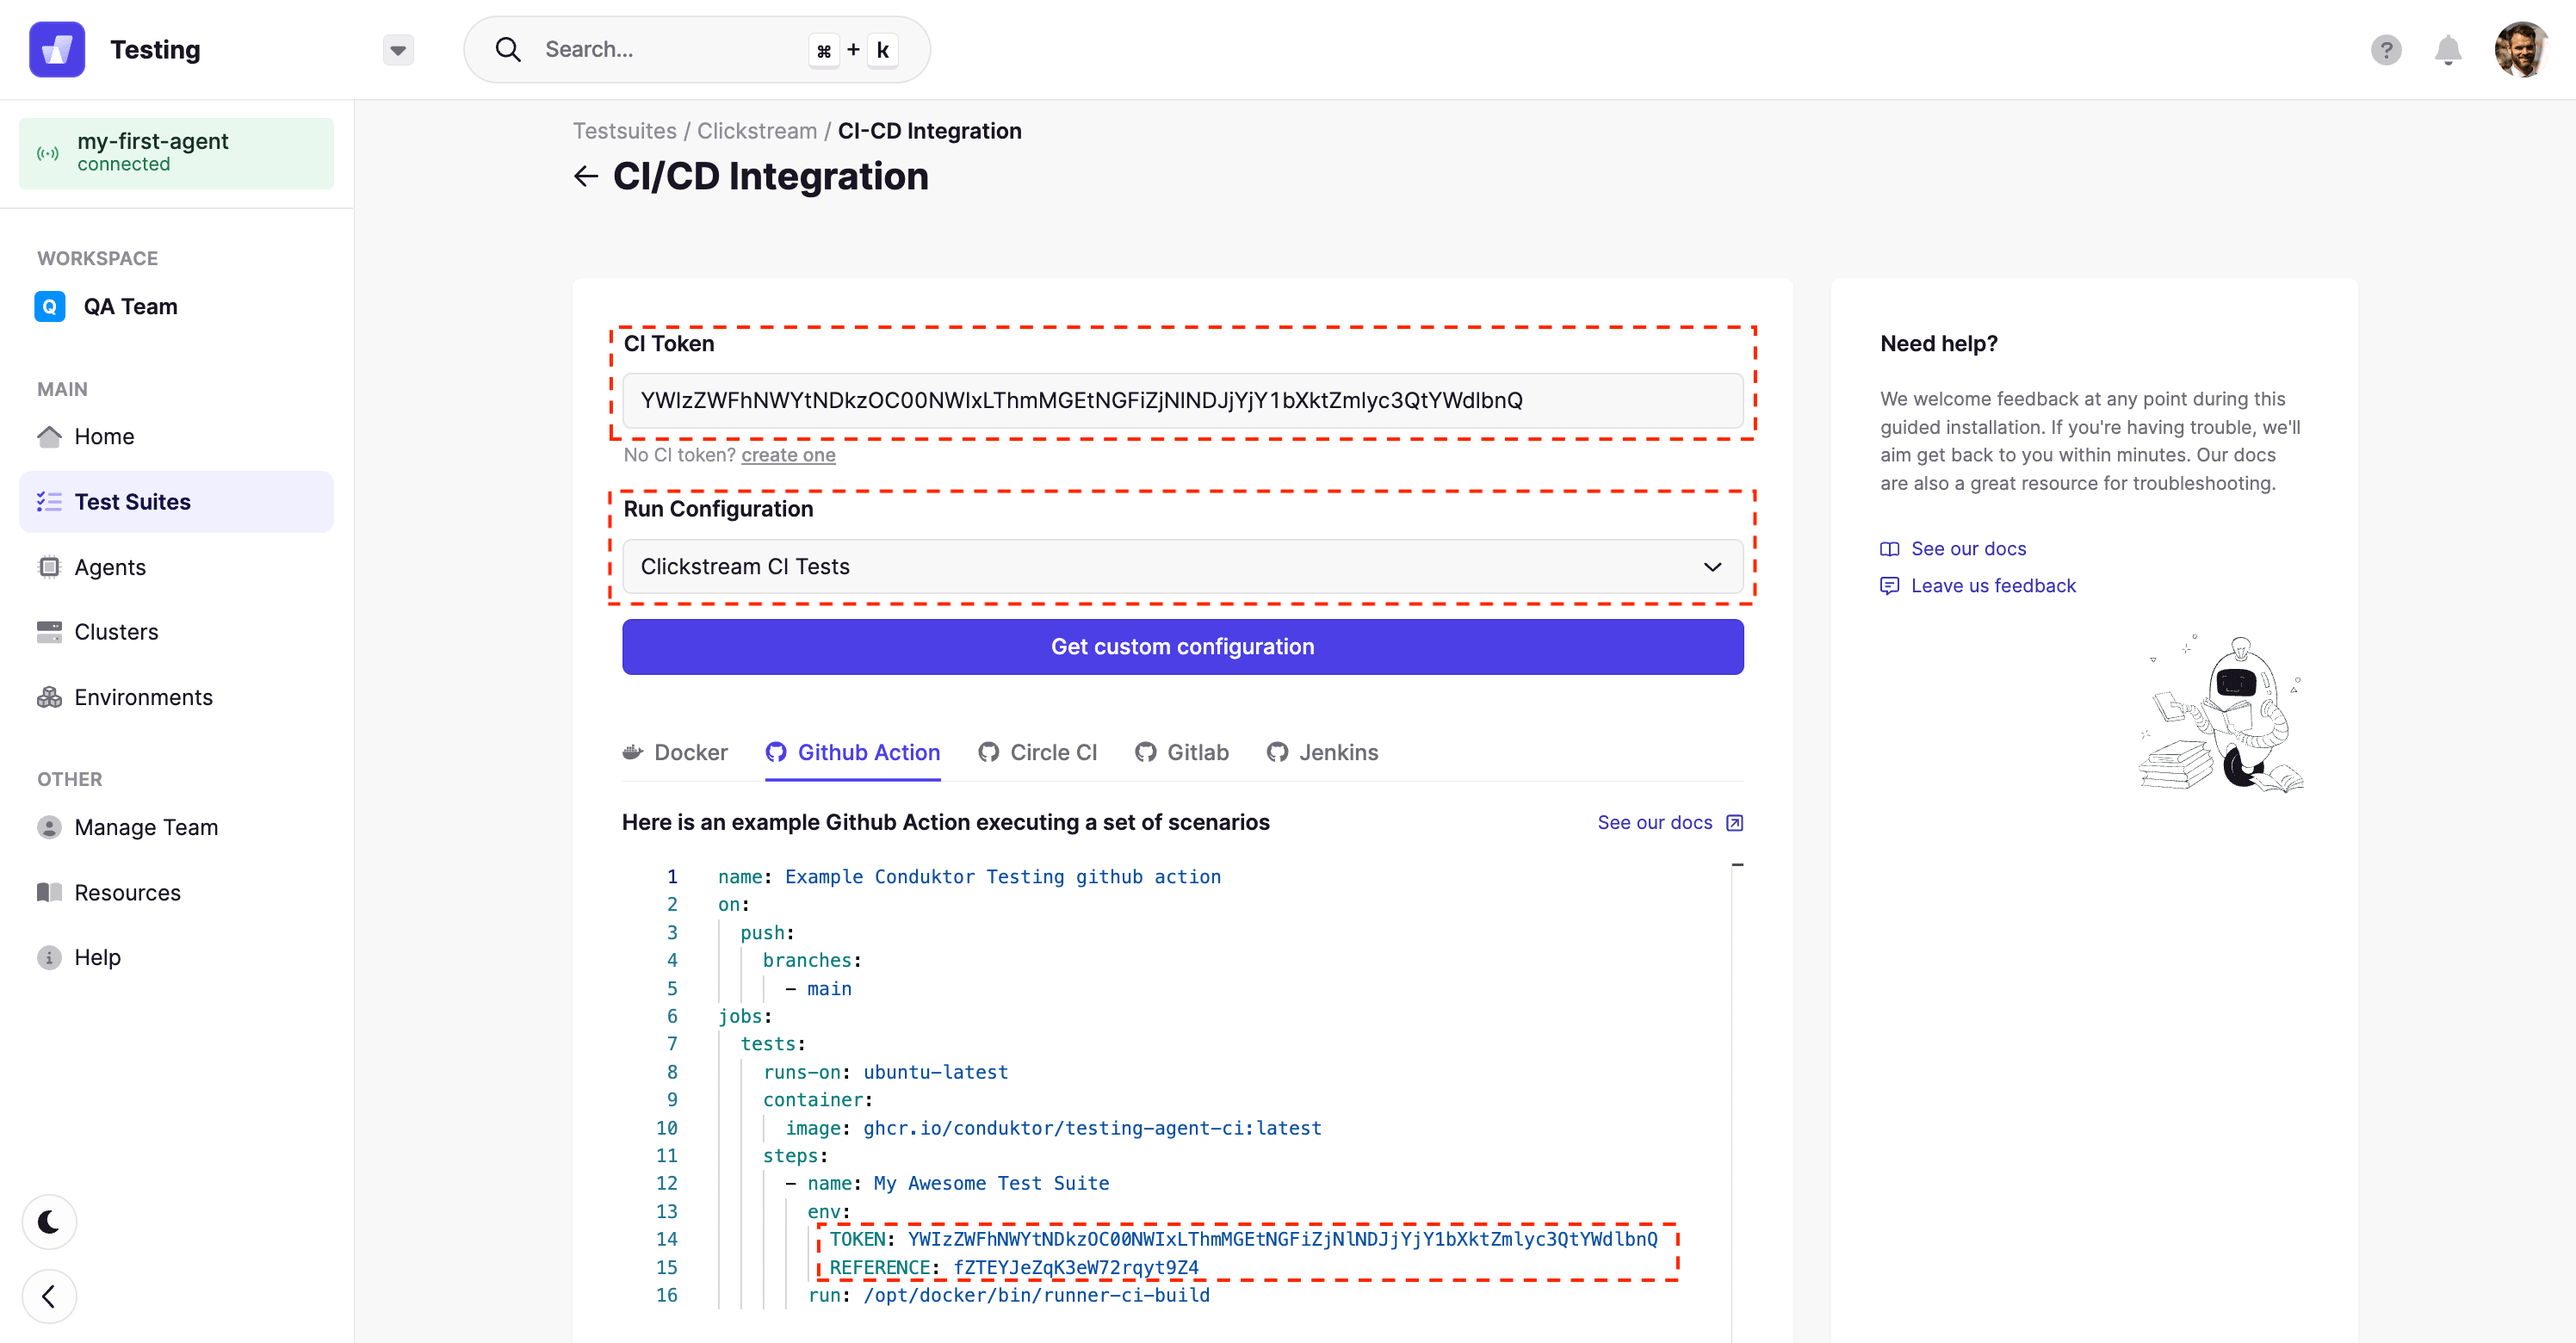 Testing
Search...
⌘ + k
?
my-first-agent
connected
WORKSPACE
Q QA Team
MAIN
Home
Test Suites
Agents
Clusters
Environments
OTHER
Manage Team
Resources
Help
Testsuites / Clickstream / CI-CD Integration
← CI/CD Integration
CI Token
YWIzZWFhNWYtNDkzOC00NWIxLThmMGEtNGFiZjNlNDJjYjY1bXktZmlyc3QtYWdlbnQ
No CI token? create one
Run Configuration
Clickstream CI Tests
Get custom configuration
Docker
Github Action
Circle CI
Gitlab
Jenkins
Here is an example Github Action executing a set of scenarios
See our docs
1 name: Example Conduktor Testing github action
2 on:
3 push:
4 branches:
5 - main
6 jobs:
7 tests:
8 runs-on: ubuntu-latest
9 container:
10 image: ghcr.io/conduktor/testing-agent-ci:latest
11 steps:
12 - name: My Awesome Test Suite
13 env:
14 TOKEN: YWIzZWFhNWYtNDkzOC00NWIxLThmMGEtNGFiZjNlNDJjYjY1bXktZmlyc3QtYWdlbnQ
15 REFERENCE: fZTEYJeZqK3eW72rqyt9Z4
16 run: /opt/docker/bin/runner-ci-build
Need help?
We welcome feedback at any point during this
guided installation. If you're having trouble, we'll
aim get back to you within minutes. Our docs
are also a great resource for troubleshooting.
See our docs
Leave us feedback